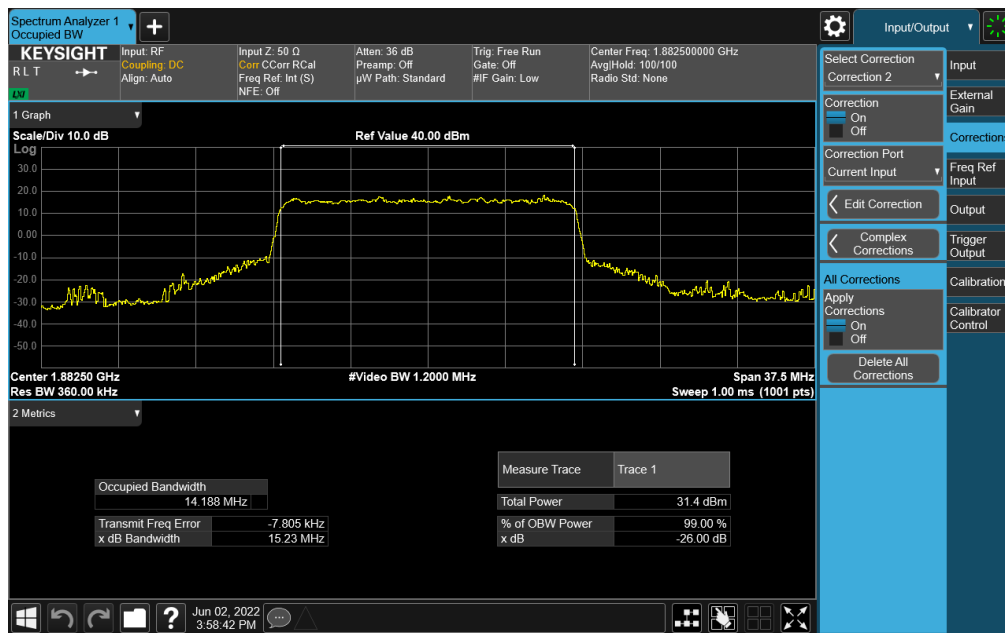 Spectrum Analyzer 1
Occupied BW
Input/Output
KEYSIGHT
R L T
LXI
Input: RF
Coupling: DC
Align: Auto
Input Z: 50 Ω
Corr CCorr RCal
Freq Ref: Int (S)
NFE: Off
Atten: 36 dB
Preamp: Off
µW Path: Standard
Trig: Free Run
Gate: Off
#IF Gain: Low
Center Freq: 1.882500000 GHz
Avg|Hold: 100/100
Radio Std: None
1 Graph
Scale/Div 10.0 dB
Ref Value 40.00 dBm
Log
30.0
20.0
10.0
0.00
-10.0
-20.0
-30.0
-40.0
-50.0
Center 1.88250 GHz
#Video BW 1.2000 MHz
Span 37.5 MHz
Res BW 360.00 kHz
Sweep 1.00 ms (1001 pts)
2 Metrics
Occupied Bandwidth
14.188 MHz
Transmit Freq Error -7.805 kHz
x dB Bandwidth 15.23 MHz
Measure Trace Trace 1
Total Power 31.4 dBm
% of OBW Power 99.00 %
x dB -26.00 dB
Select Correction
Correction 2
Correction
On
Off
Correction Port
Current Input
Edit Correction
Complex
Corrections
All Corrections
Apply
Corrections
On
Off
Delete All
Corrections
Input
External
Gain
Corrections
Freq Ref
Input
Output
Trigger
Output
Calibration
Calibrator
Control
?
Jun 02, 2022
3:58:42 PM